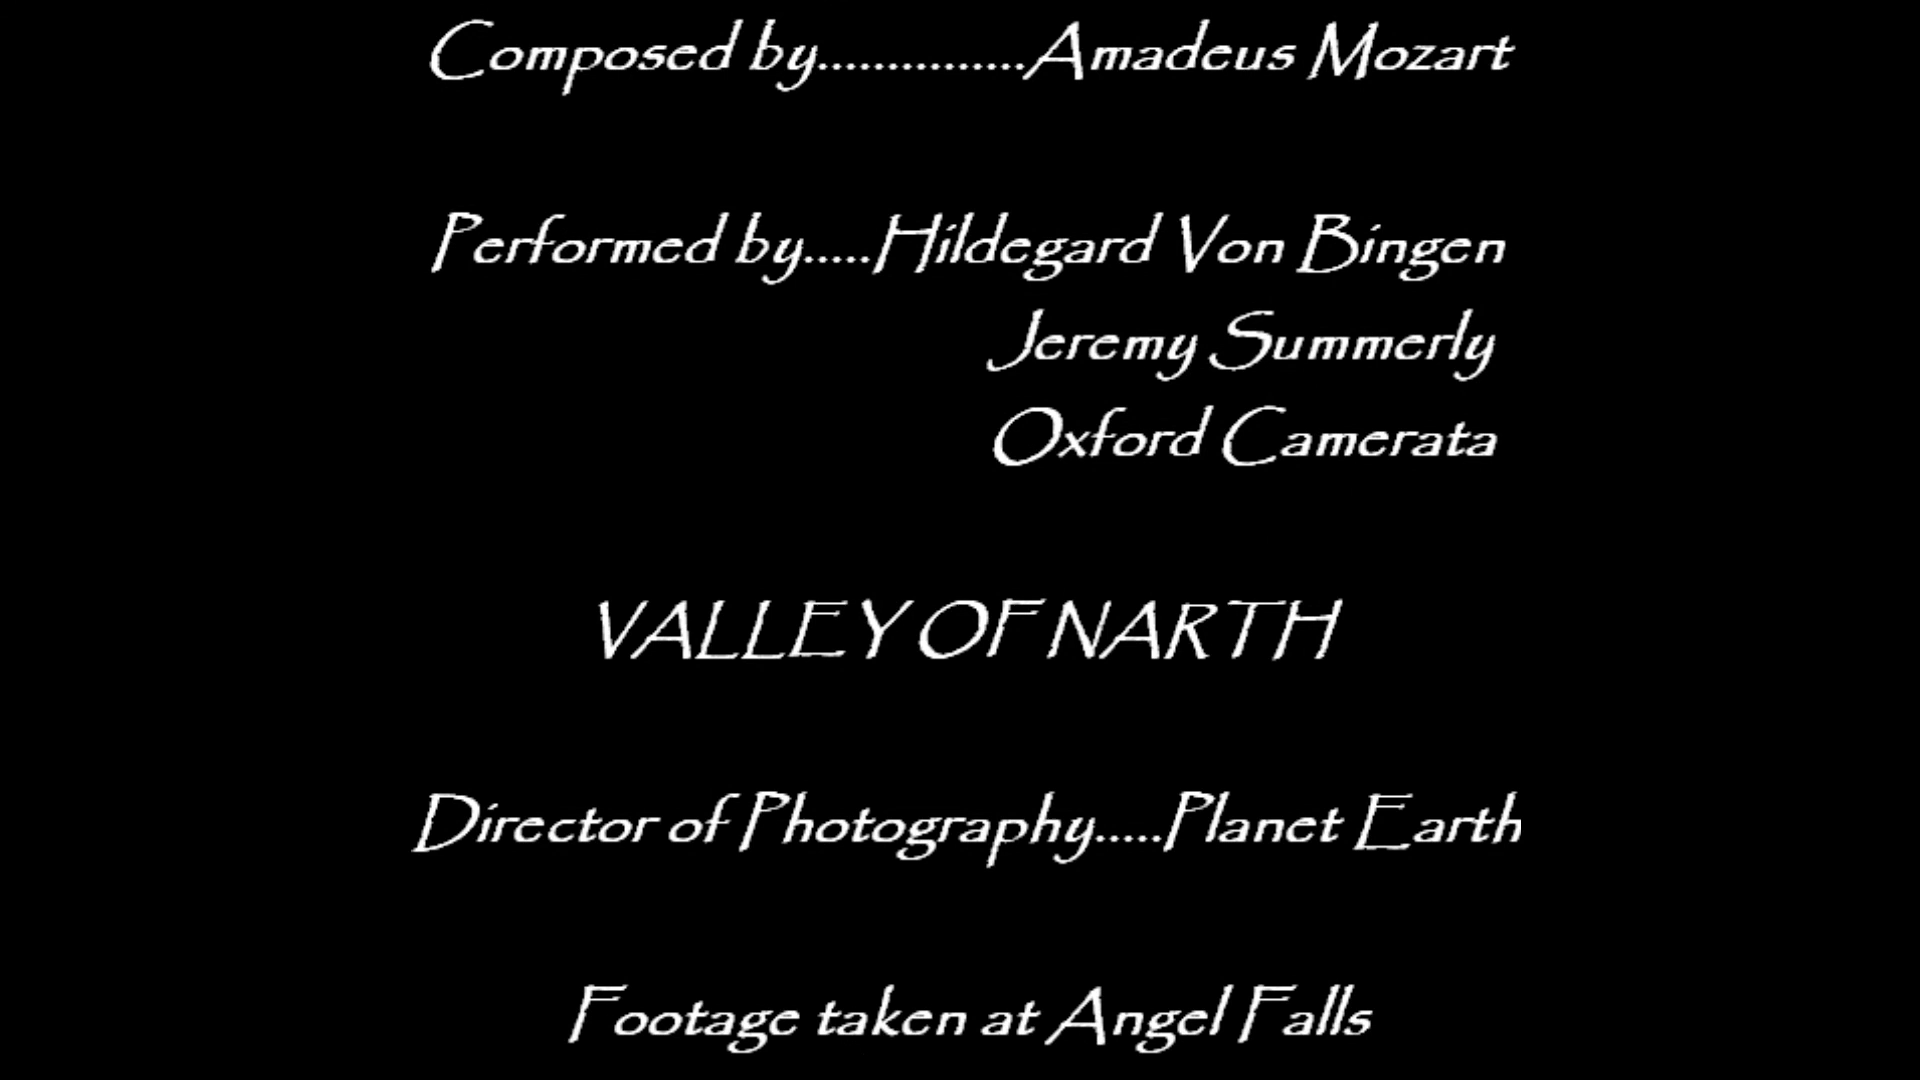 Composed by...............Amadeus Mozart
Performed by.....Hildegard Von Bingen
Jeremy Summerly
Oxford Camerata
VALLEY OF NARTH
Director of Photography.....Planet Earth
Footage taken at Angel Falls